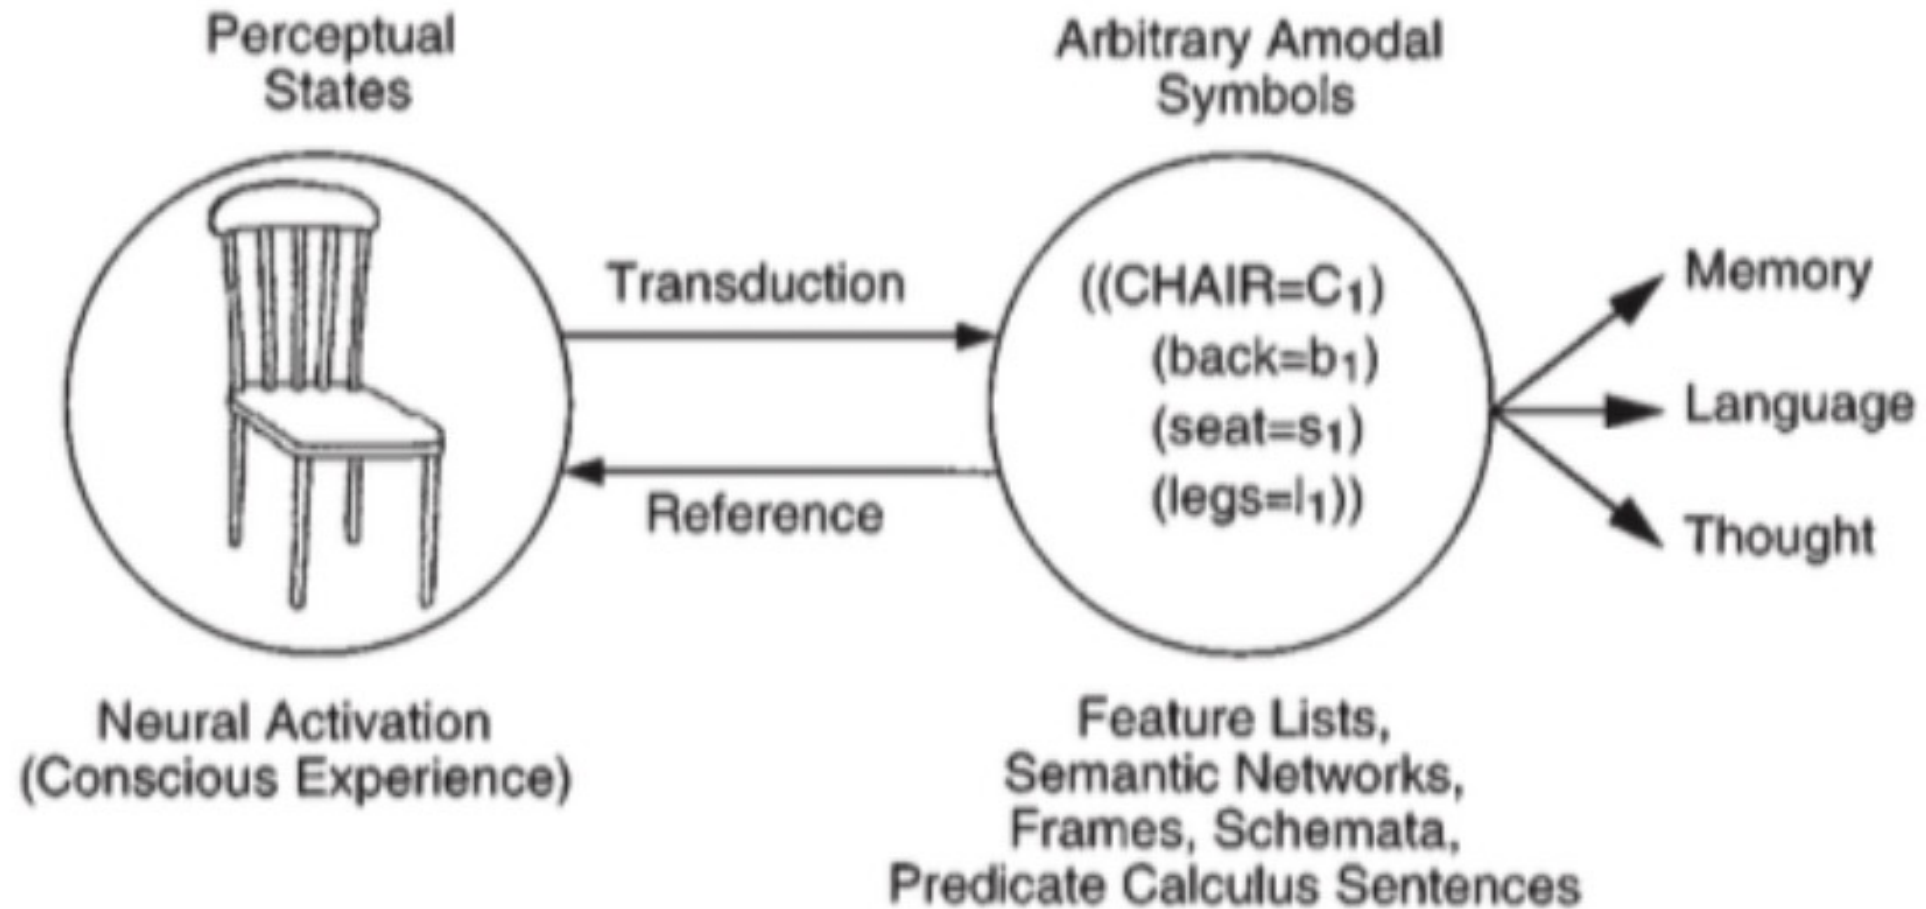 Perceptual
States
Arbitrary Amodal
Symbols
Transduction
Reference
((CHAIR=C₁)
(back=b₁)
(seat=s₁)
(legs=l₁))
Memory
Language
Thought
Neural Activation
(Conscious Experience)
Feature Lists,
Semantic Networks,
Frames, Schemata,
Predicate Calculus Sentences